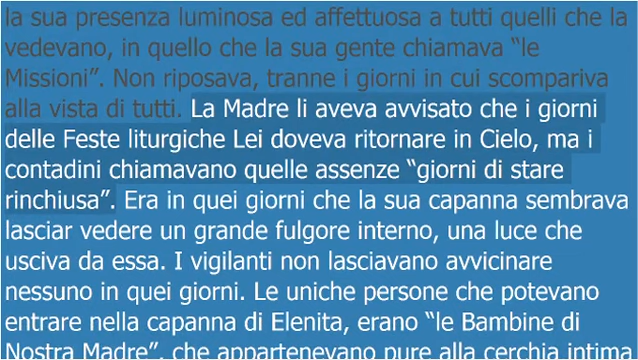 la sua presenza luminosa ed affettuosa a tutti quelli che la
vedevano, in quello che la sua gente chiamava “le
Missioni”. Non riposava, tranne i giorni in cui scompariva
alla vista di tutti. La Madre li aveva avvisato che i giorni
delle Feste liturgiche Lei doveva ritornare in Cielo, ma i
contadini chiamavano quelle assenze “giorni di stare
rinchiusa”. Era in quei giorni che la sua capanna sembrava
lasciar vedere un grande fulgore interno, una luce che
usciva da essa. I vigilanti non lasciavano avvicinare
nessuno in quei giorni. Le uniche persone che potevano
entrare nella capanna di Elenita, erano “le Bambine di
Nostra Madre”, che appartenevano pure alla cerchia intima